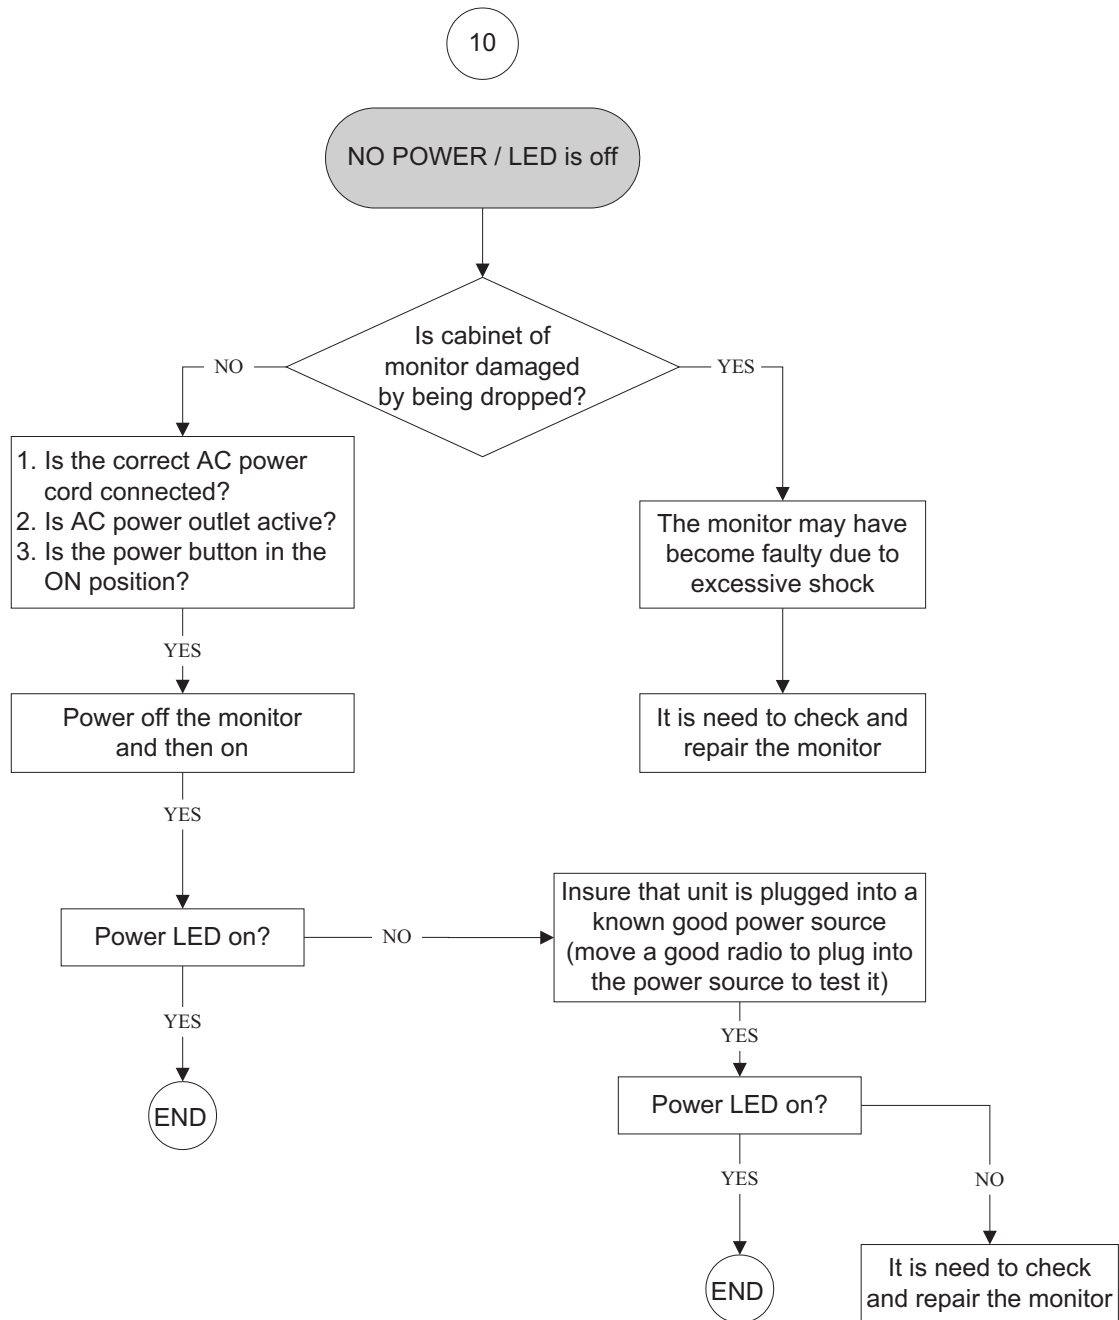 10
NO POWER / LED is off
Is cabinet of
monitor damaged
by being dropped?
NO
YES
1. Is the correct AC power
cord connected?
2. Is AC power outlet active?
3. Is the power button in the
ON position?
The monitor may have
become faulty due to
excessive shock
YES
Power off the monitor
and then on
It is need to check and
repair the monitor
YES
Power LED on?
NO
Insure that unit is plugged into a
known good power source
(move a good radio to plug into
the power source to test it)
YES
END
YES
Power LED on?
YES
NO
END
It is need to check
and repair the monitor